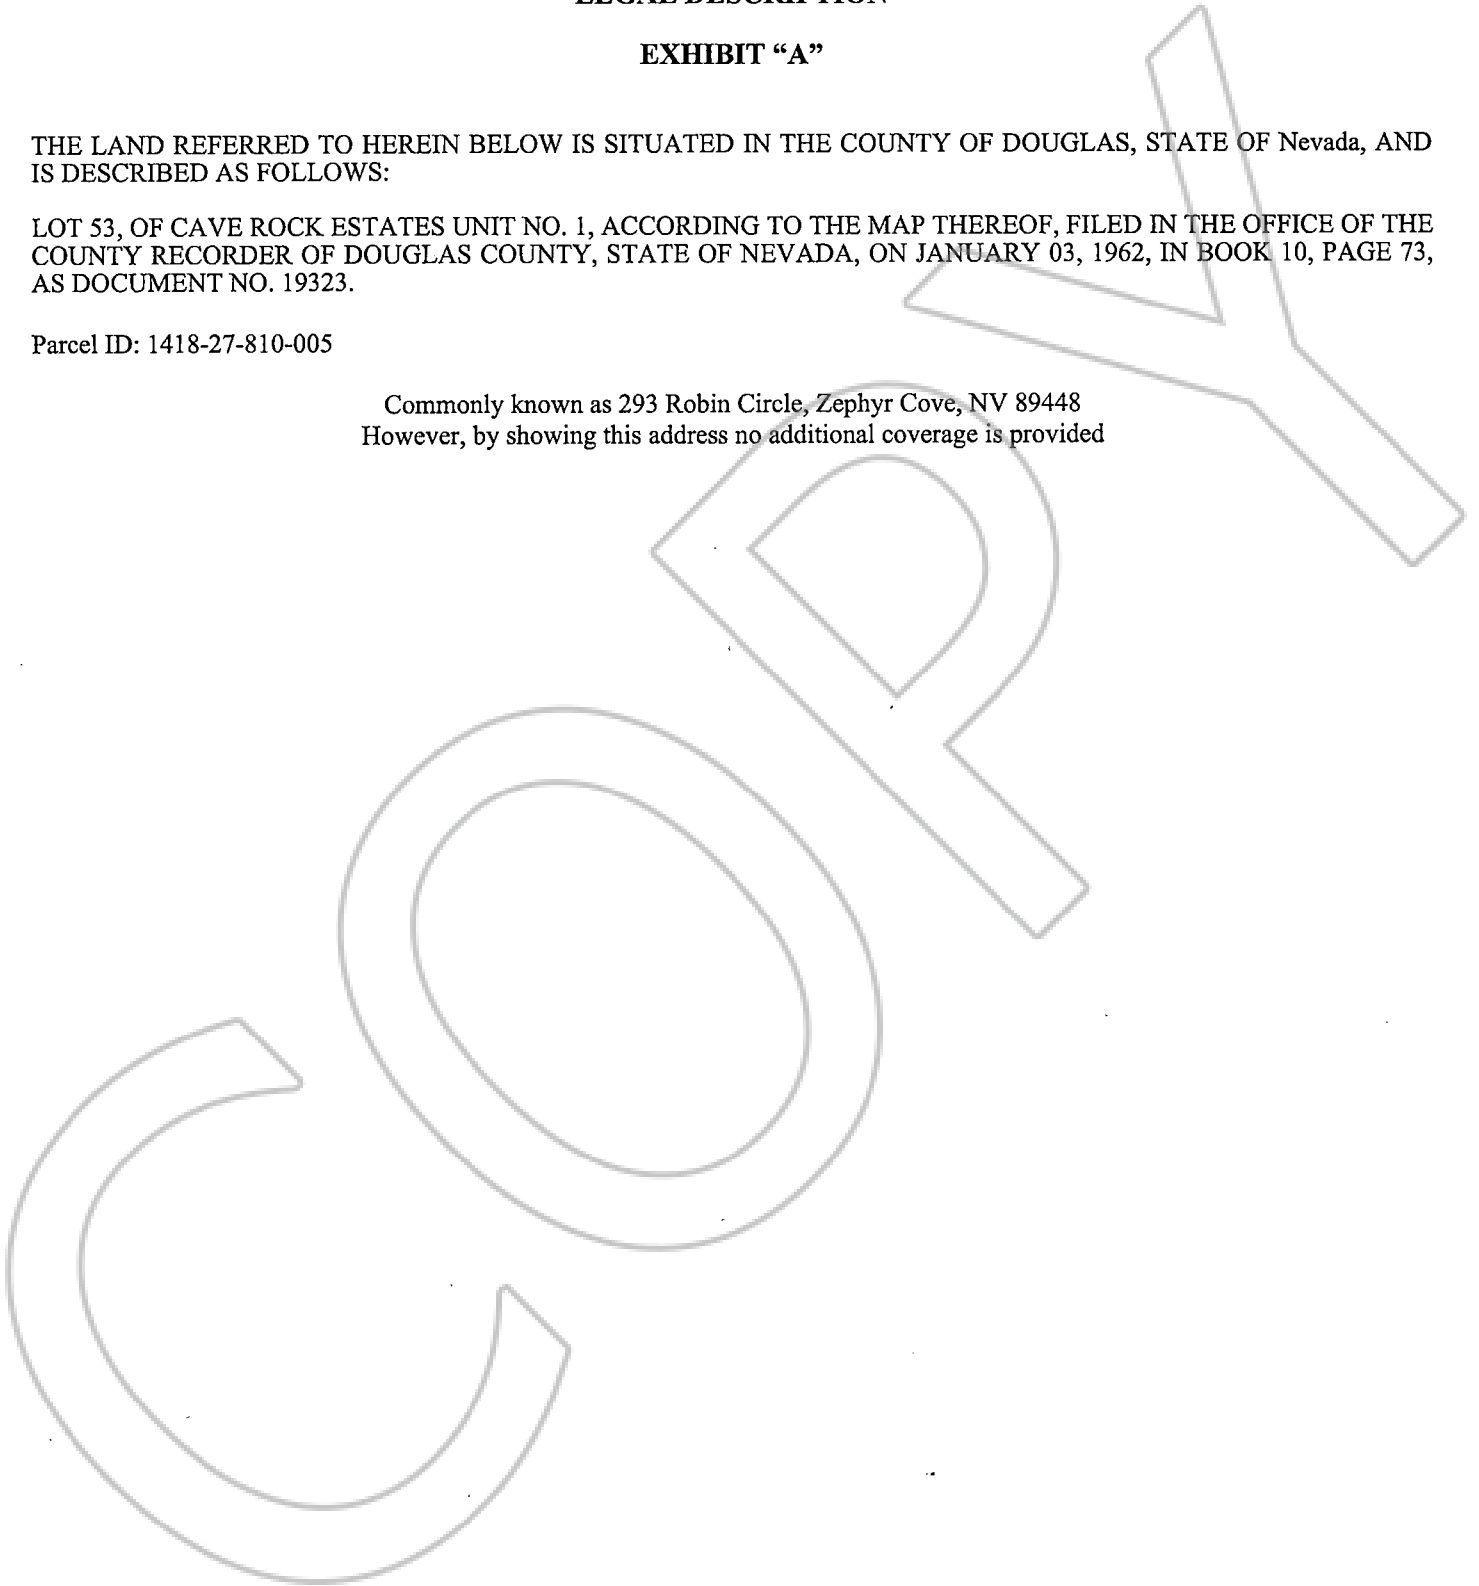 LEGAL DESCRIPTION
EXHIBIT “A”
THE LAND REFERRED TO HEREIN BELOW IS SITUATED IN THE COUNTY OF DOUGLAS, STATE OF Nevada, AND
IS DESCRIBED AS FOLLOWS:
LOT 53, OF CAVE ROCK ESTATES UNIT NO. 1, ACCORDING TO THE MAP THEREOF, FILED IN THE OFFICE OF THE
COUNTY RECORDER OF DOUGLAS COUNTY, STATE OF NEVADA, ON JANUARY 03, 1962, IN BOOK 10, PAGE 73,
AS DOCUMENT NO. 19323.
Parcel ID: 1418-27-810-005
Commonly known as 293 Robin Circle, Zephyr Cove, NV 89448
However, by showing this address no additional coverage is provided
COPY